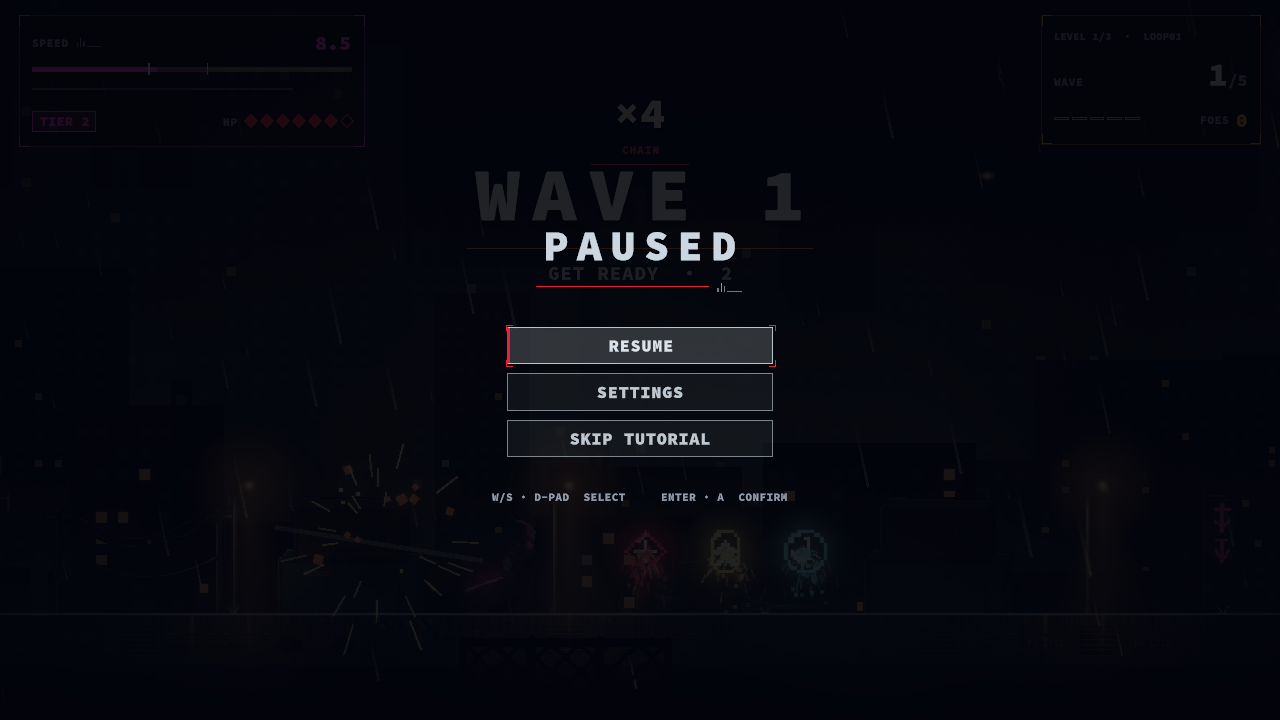 SPEED 8.5
TIER 2 HP
LEVEL 1/3 • LOOP01
WAVE 1/5
FOES
×4
CHAIN
WAVE 1
PAUSED
GET READY • 2
RESUME
SETTINGS
SKIP TUTORIAL
W/S • D-PAD SELECT ENTER • A CONFIRM